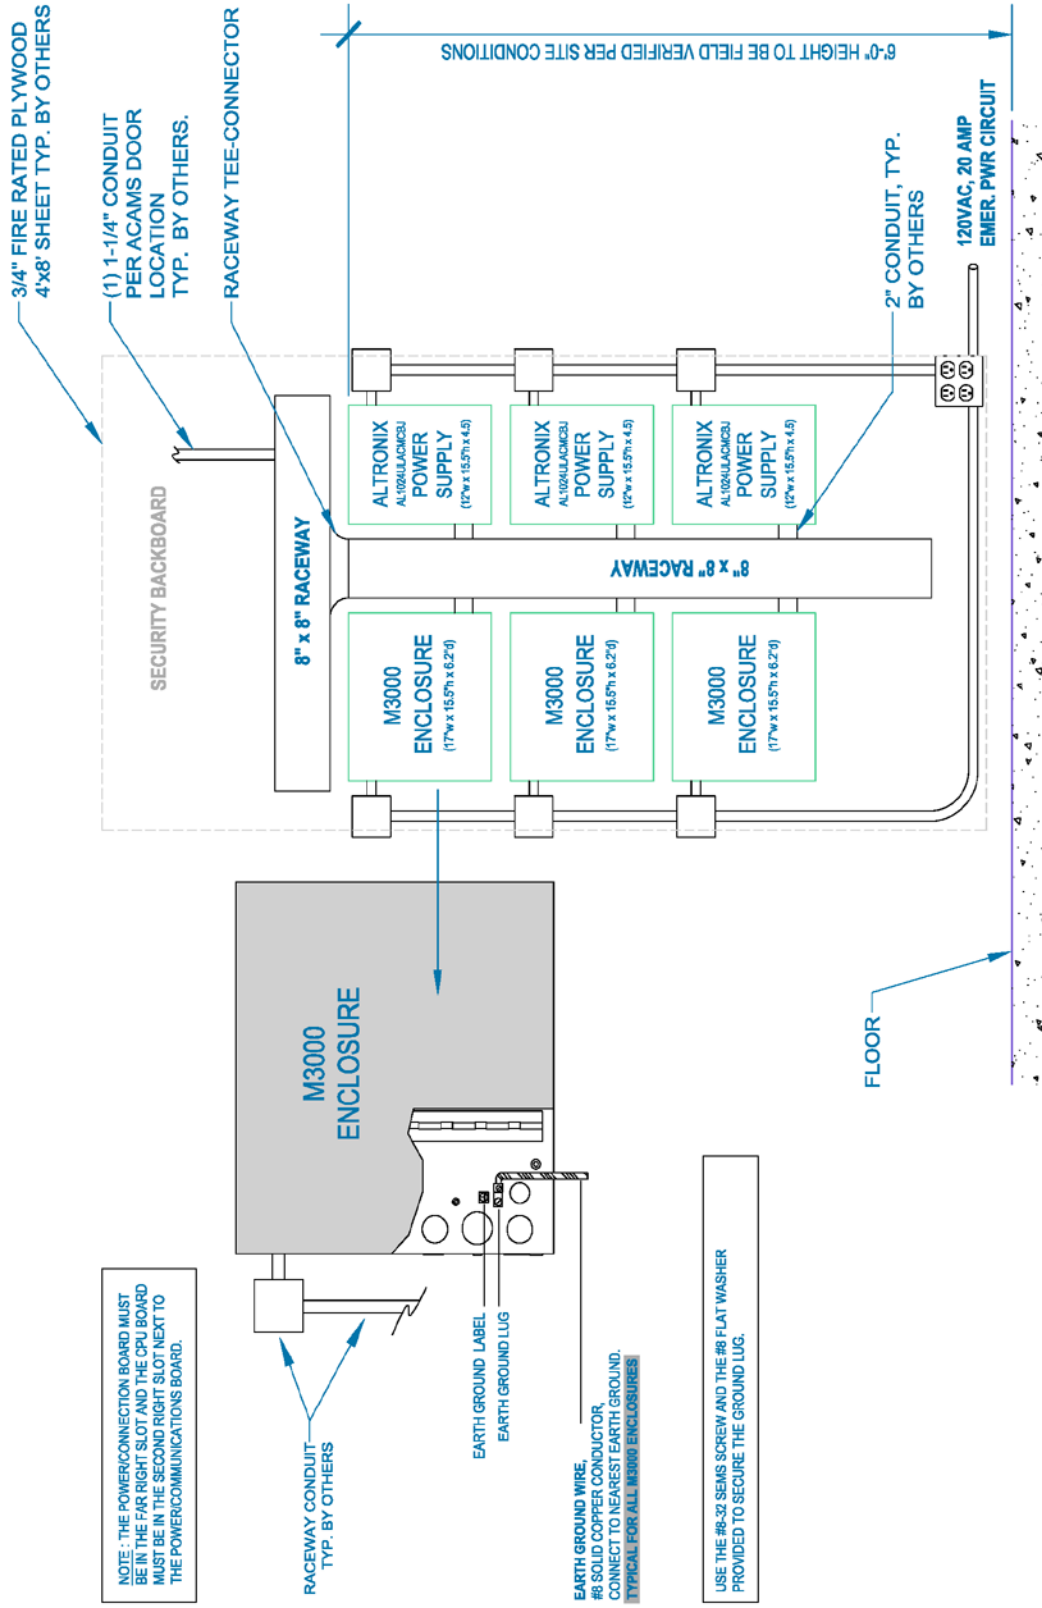 NOTE : THE POWER/CONNECTION BOARD MUST
BE IN THE FAR RIGHT SLOT AND THE CPU BOARD
MUST BE IN THE SECOND RIGHT SLOT NEXT TO
THE POWER/COMMUNICATIONS BOARD.
RACEWAY CONDUIT
TYP. BY OTHERS
M3000
ENCLOSURE
EARTH GROUND LABEL
EARTH GROUND LUG
EARTH GROUND WIRE,
#8 SOLID COPPER CONDUCTOR,
CONNECT TO NEAREST EARTH GROUND.
TYPICAL FOR ALL M3000 ENCLOSURES
USE THE #8-32 SEMS SCREW AND THE #8 FLAT WASHER
PROVIDED TO SECURE THE GROUND LUG.
3/4" FIRE RATED PLYWOOD
4'x8' SHEET TYP. BY OTHERS
(1) 1-1/4" CONDUIT
PER ACAMS DOOR
LOCATION
TYP. BY OTHERS.
RACEWAY TEE-CONNECTOR
SECURITY BACKBOARD
8" x 8" RACEWAY
M3000
ENCLOSURE
(17"w x 15.5"h x 6.2"d)
M3000
ENCLOSURE
(17"w x 15.5"h x 6.2"d)
M3000
ENCLOSURE
(17"w x 15.5"h x 6.2"d)
8" x 8" RACEWAY
ALTRONIX
AL1024ULACMCBJ
POWER
SUPPLY
(12"w x 15.5"h x 4.5)
ALTRONIX
AL1024ULACMCBJ
POWER
SUPPLY
(12"w x 15.5"h x 4.5)
ALTRONIX
AL1024ULACMCBJ
POWER
SUPPLY
(12"w x 15.5"h x 4.5)
6'-0" HEIGHT TO BE FIELD VERIFIED PER SITE CONDITIONS
2" CONDUIT, TYP.
BY OTHERS
120VAC, 20 AMP
EMER. PWR CIRCUIT
FLOOR